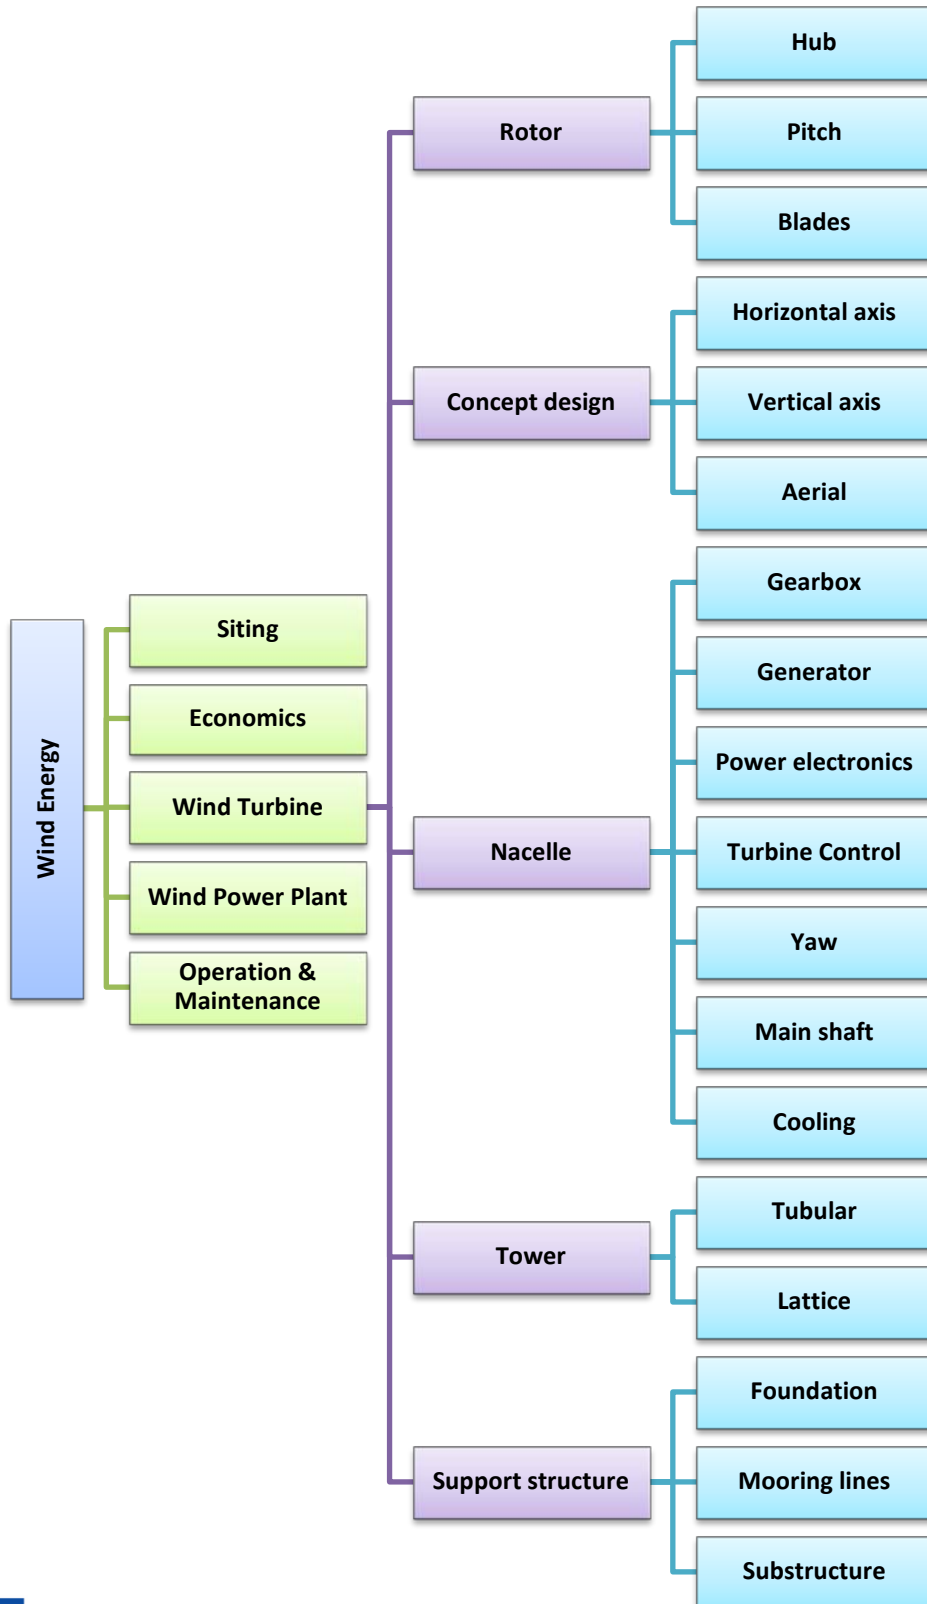 Wind Energy
Siting
Economics
Wind Turbine
Wind Power Plant
Operation &
Maintenance
Rotor
Hub
Pitch
Blades
Concept design
Horizontal axis
Vertical axis
Aerial
Nacelle
Gearbox
Generator
Power electronics
Turbine Control
Yaw
Main shaft
Cooling
Tower
Tubular
Lattice
Support structure
Foundation
Mooring lines
Substructure